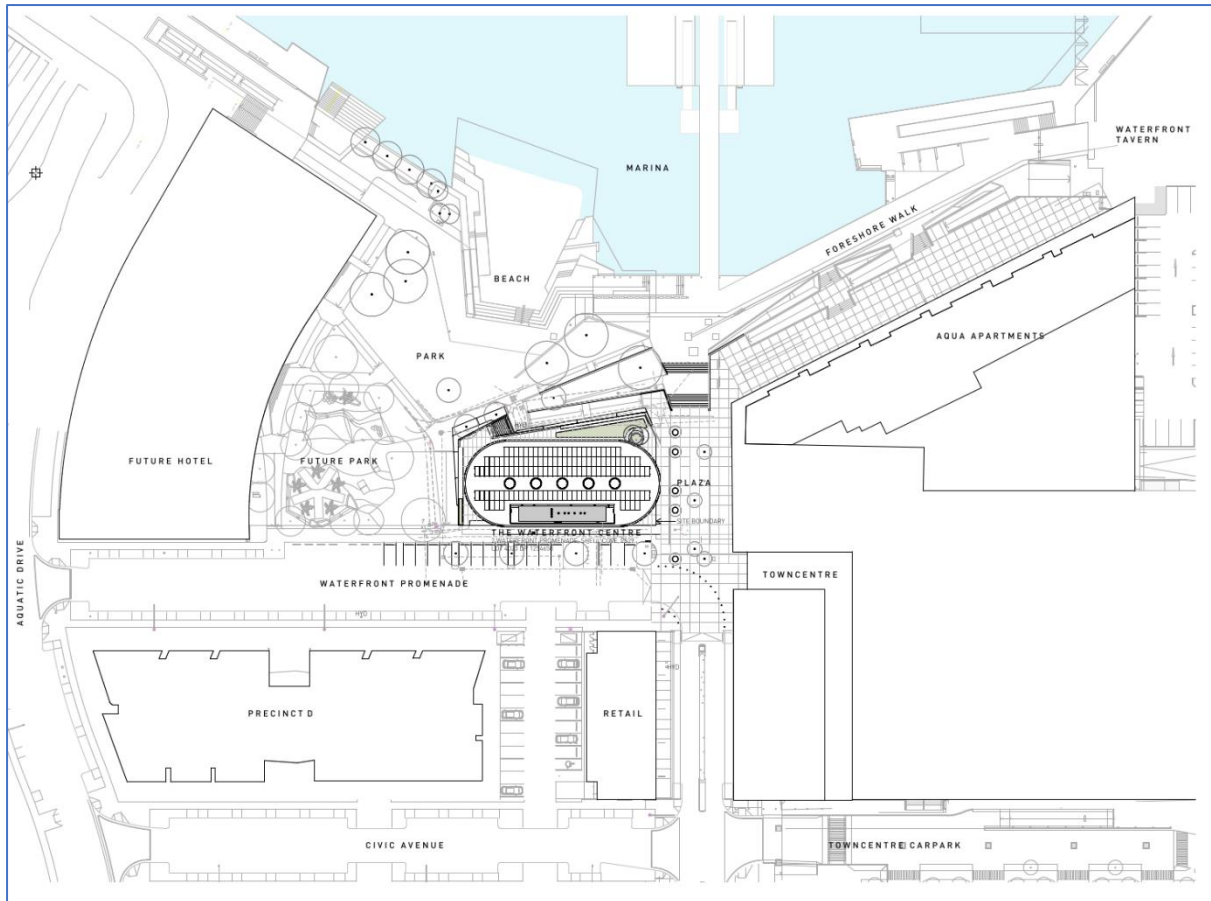 WATERFRONT
TAVERN
MARINA
FORESHORE WALK
BEACH
AQUA APARTMENTS
PARK
FUTURE HOTEL
FUTURE PARK
PLAZA
SITE BOUNDARY
THE WATERFRONT CENTRE
AQUATIC DRIVE
WATERFRONT PROMENADE
TOWNCENTRE
HYD
PRECINCT D
RETAIL
CIVIC AVENUE
TOWNCENTRE CARPARK